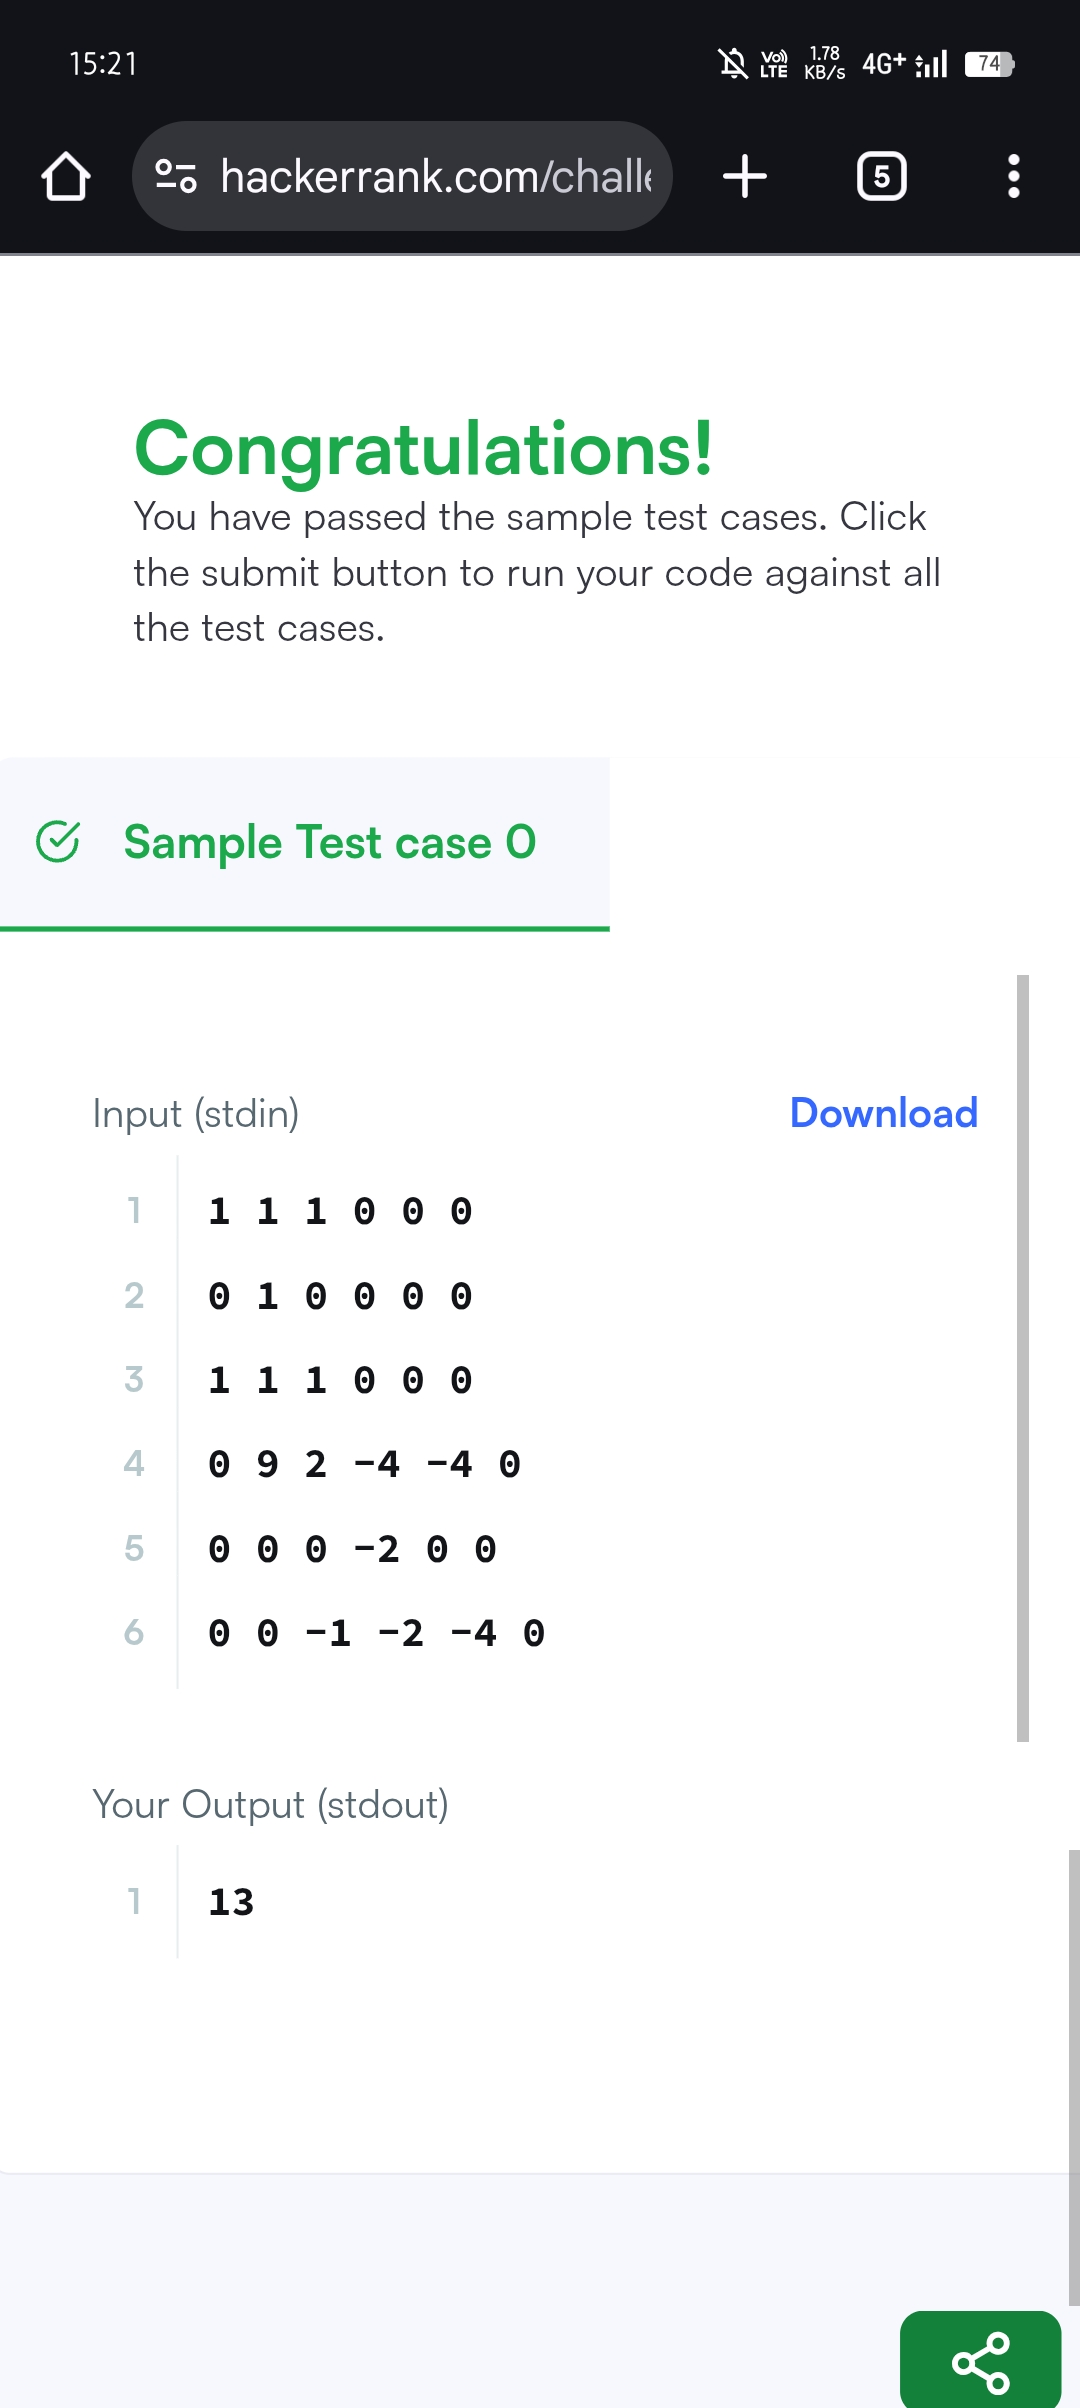 15:21
Vo)) LTE
1.78 KB/s
4G+
74
hackerrank.com/challe
5
Congratulations!
You have passed the sample test cases. Click
the submit button to run your code against all
the test cases.
Sample Test case 0
Input (stdin)
Download
1 1 1 1 0 0 0
2 0 1 0 0 0 0
3 1 1 1 0 0 0
4 0 9 2 -4 -4 0
5 0 0 0 -2 0 0
6 0 0 -1 -2 -4 0
Your Output (stdout)
1 13